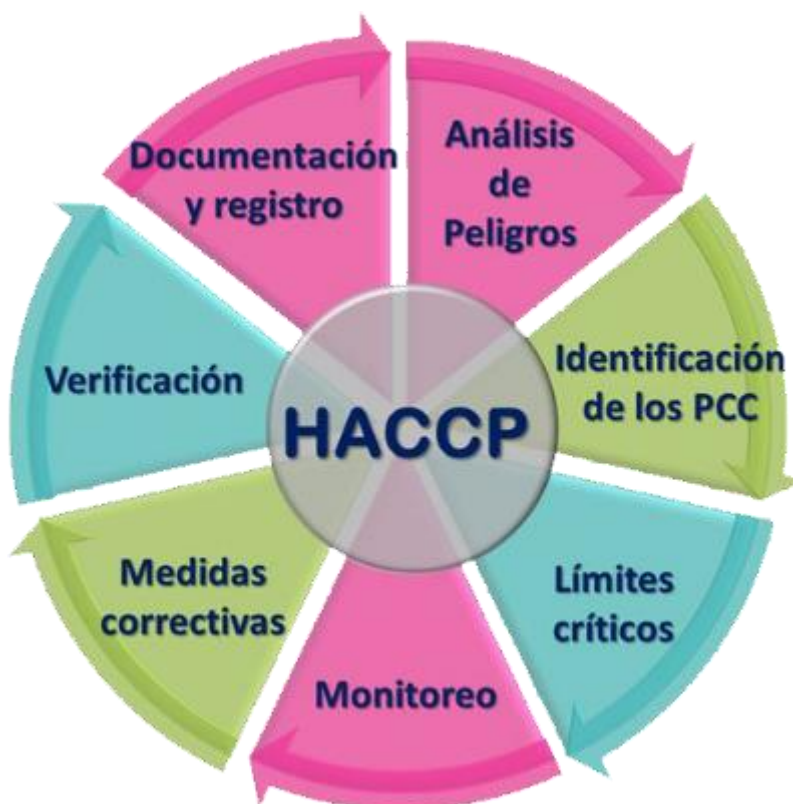 Análisis
de
Peligros
Identificación
de los PCC
Límites
críticos
Monitoreo
Medidas
correctivas
Verificación
Documentación
y registro
HACCP